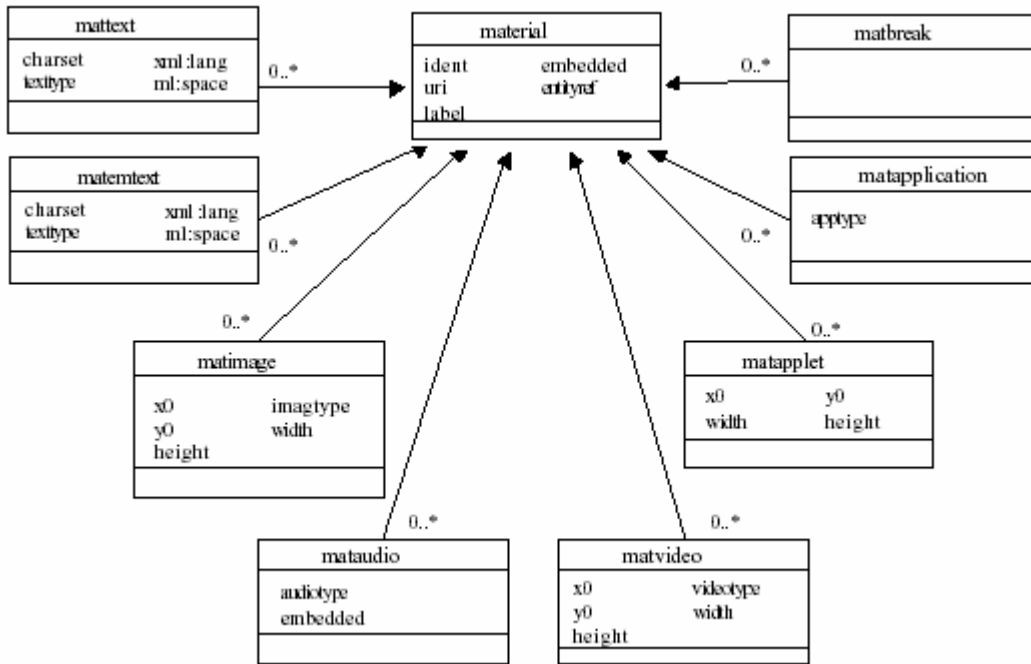 mattext
charset xml:lang
texttype ml:space
0..*
material
ident embedded
uri entityref
label
matbreak
0..*
matemtext
charset xml:lang
texttype ml:space
0..*
matapplication
apptype
0..*
matimage
x0 imagtype
y0 width
height
0..*
matapplet
x0 y0
width height
0..*
mataudio
audiotype
embedded
0..*
matvideo
x0 videotype
y0 width
height
0..*